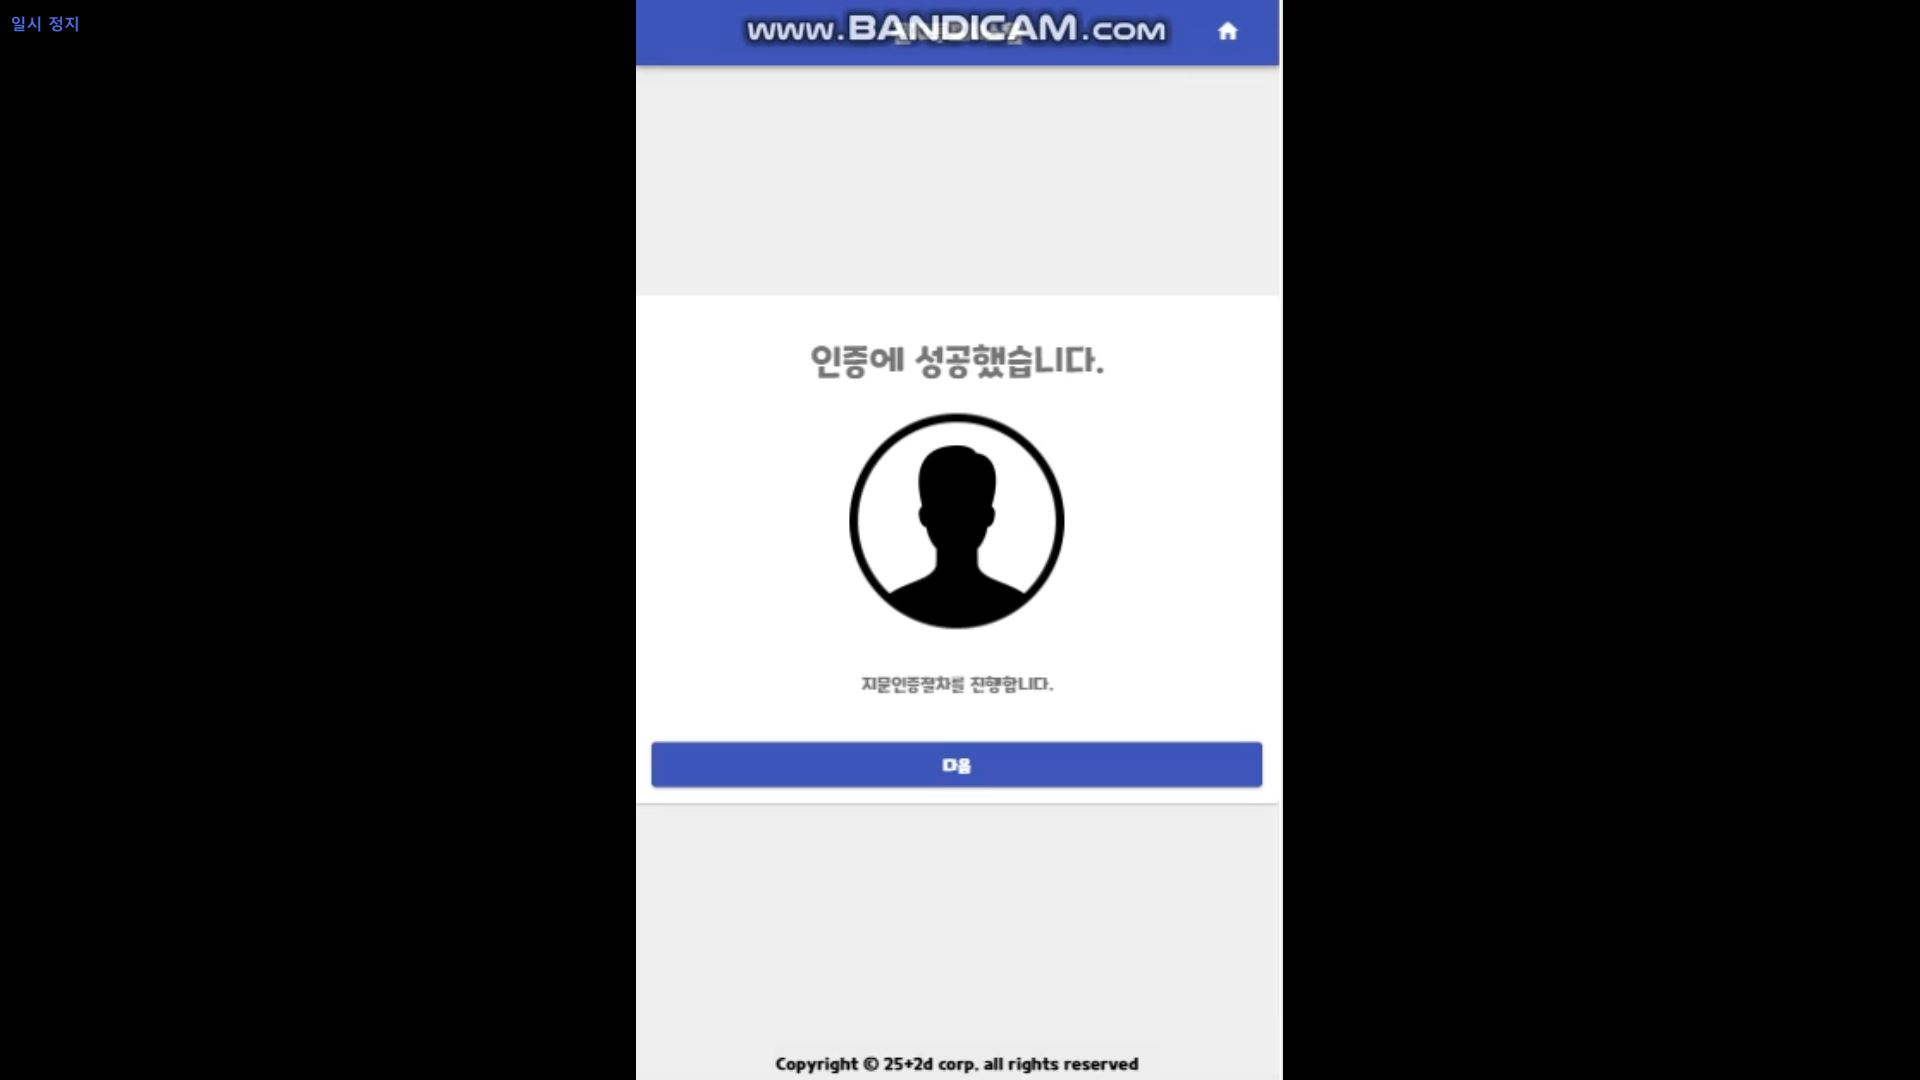 일시 정지
www.BANDICAM.com
인증에 성공했습니다.
지문인증절차를 진행합니다.
다음
Copyright © 25+2d corp. all rights reserved